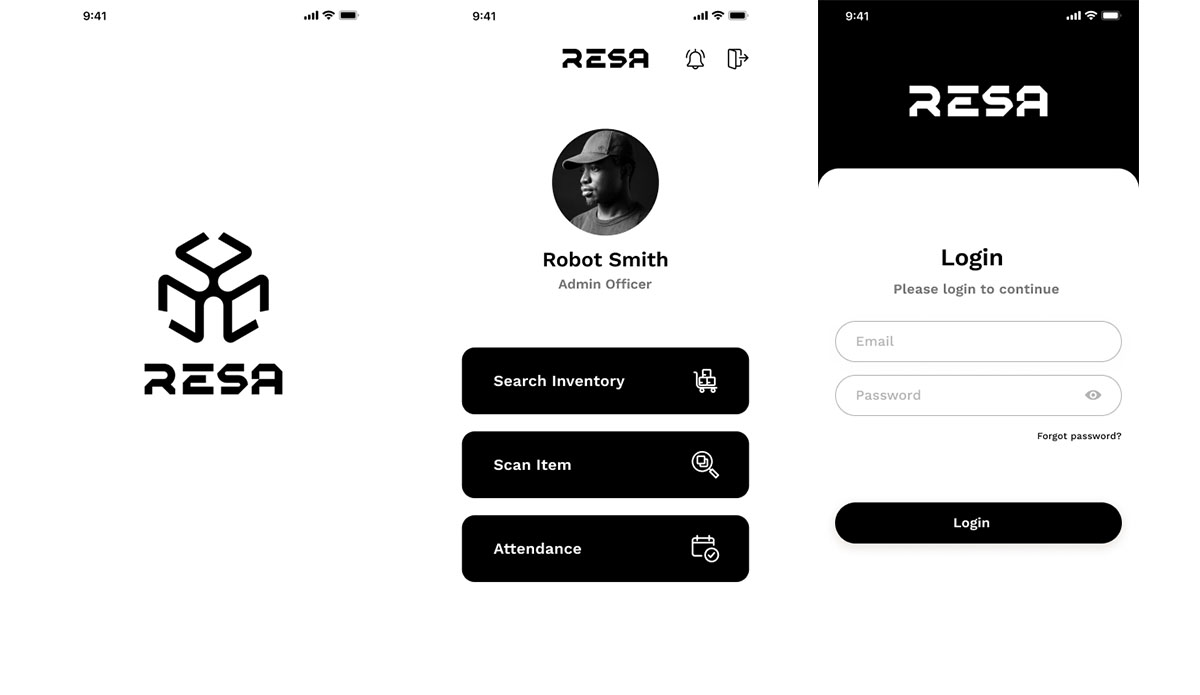 9:41
RESA
9:41
RESA
Robot Smith
Admin Officer
Search Inventory
Scan Item
Attendance
9:41
RESA
Login
Please login to continue
Email
Password
Forgot password?
Login